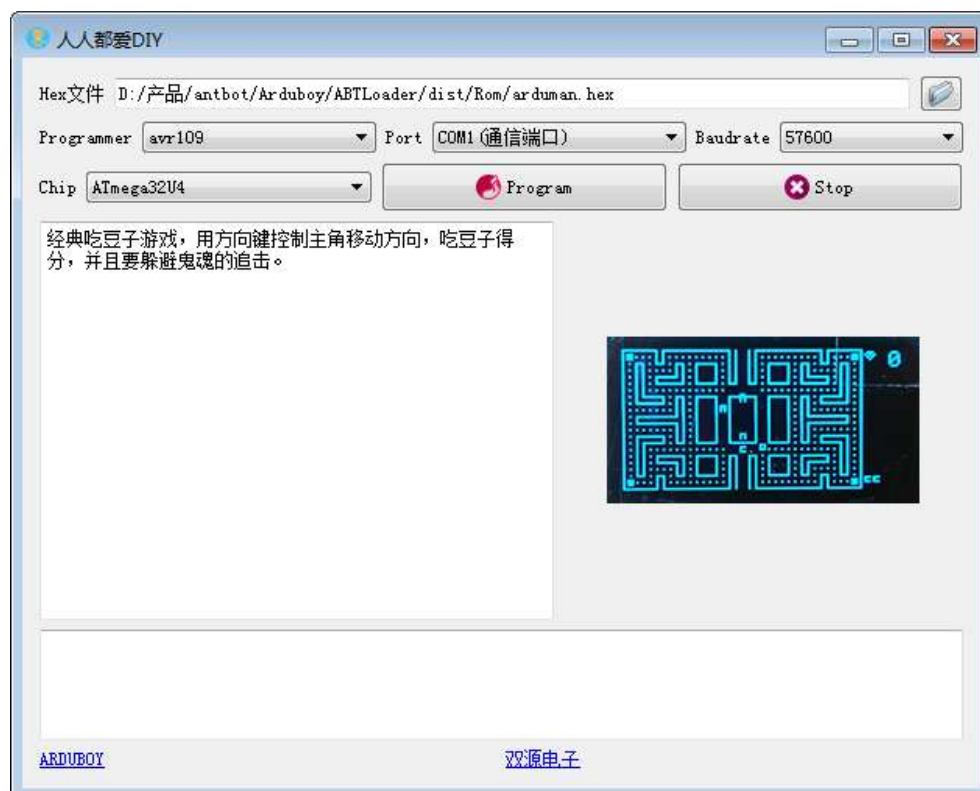 人人都爱DIY
Hex文件 D:/产品/antbot/Arduboy/ABTLoader/dist/Rom/arduman.hex
Programmer avr109 Port COM1 (通信端口) Baudrate 57600
Chip ATmega32U4 Program Stop
经典吃豆子游戏，用方向键控制主角移动方向，吃豆子得
分，并且要躲避鬼魂的追击。
0
ARDUBOY 双源电子